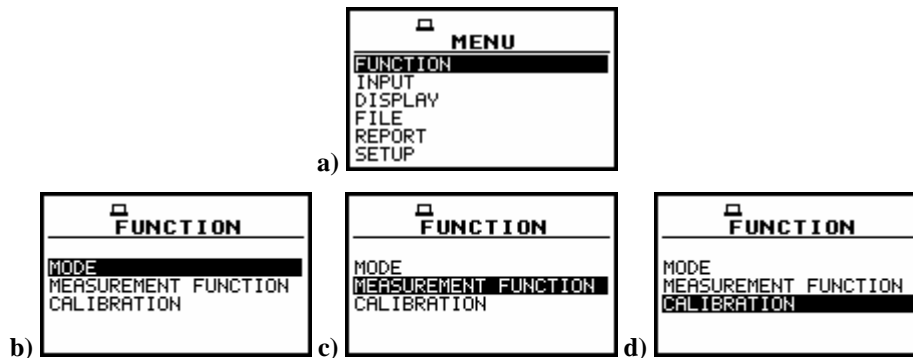 MENU
FUNCTION
INPUT
DISPLAY
FILE
REPORT
SETUP
a)
FUNCTION
MODE
MEASUREMENT FUNCTION
CALIBRATION
b)
FUNCTION
MODE
MEASUREMENT FUNCTION
CALIBRATION
c)
FUNCTION
MODE
MEASUREMENT FUNCTION
CALIBRATION
d)